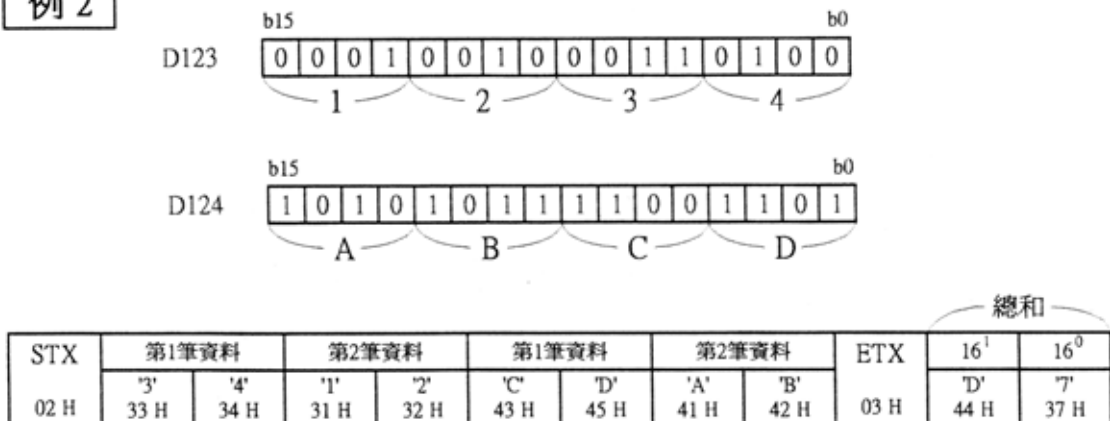 例 2
b15 b0
D123 0 0 0 1 0 0 1 0 0 0 1 1 0 1 0 0
1 2 3 4
b15 b0
D124 1 0 1 0 1 0 1 1 1 1 0 0 1 1 0 1
A B C D
總和
STX 第1筆資料 第2筆資料 第1筆資料 第2筆資料 ETX 16¹ 16⁰
'3' '4' '1' '2' 'C' 'D' 'A' 'B' 'D' '7'
02 H 33 H 34 H 31 H 32 H 43 H 45 H 41 H 42 H 03 H 44 H 37 H